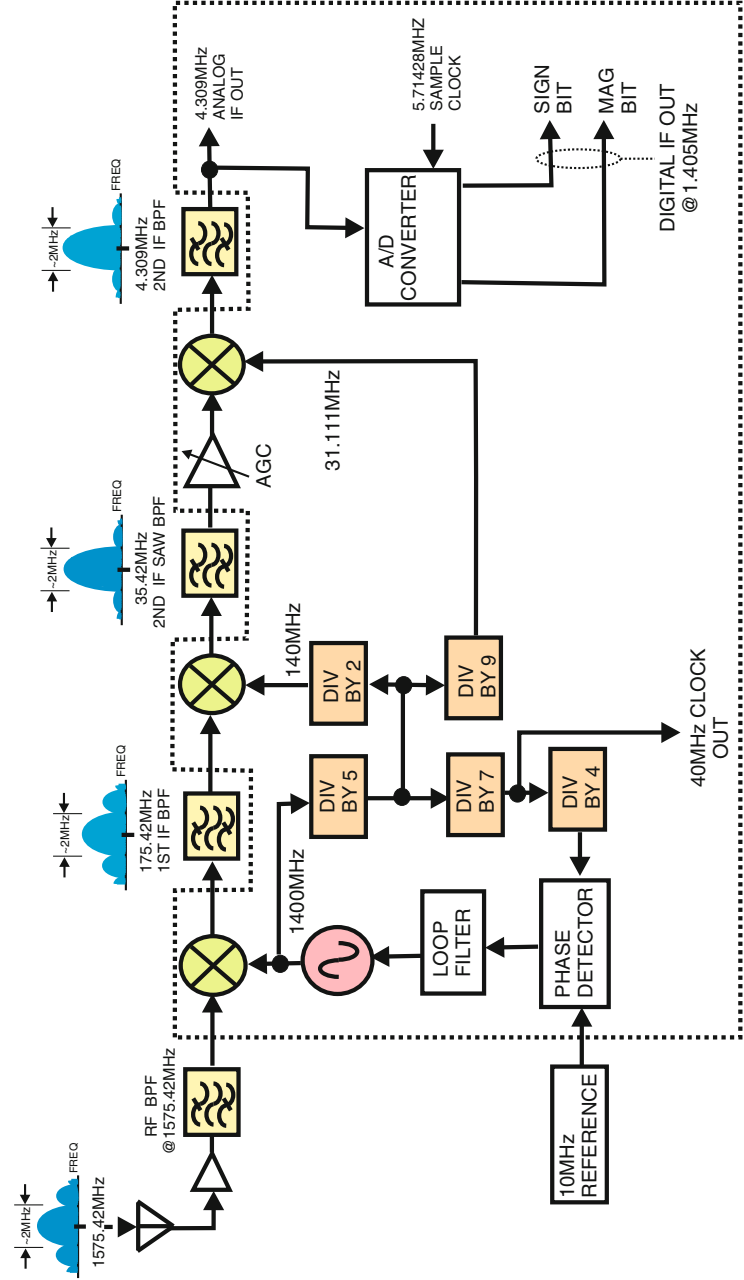 ~2MHz
FREQ
1575.42MHz
RF BPF
@1575.42MHz
~2MHz
FREQ
175.42MHz
1ST IF BPF
~2MHz
FREQ
35.42MHz
2ND IF SAW BPF
AGC
~2MHz
FREQ
4.309MHz
2ND IF BPF
4.309MHz
ANALOG
IF OUT
1400MHz
140MHz
31.111MHz
DIV
BY 5
DIV
BY 2
DIV
BY 7
DIV
BY 9
DIV
BY 4
40MHz CLOCK
OUT
LOOP
FILTER
PHASE
DETECTOR
10MHz
REFERENCE
A/D
CONVERTER
5.71428MHZ
SAMPLE
CLOCK
SIGN
BIT
MAG
BIT
DIGITAL IF OUT
@ 1.405MHz